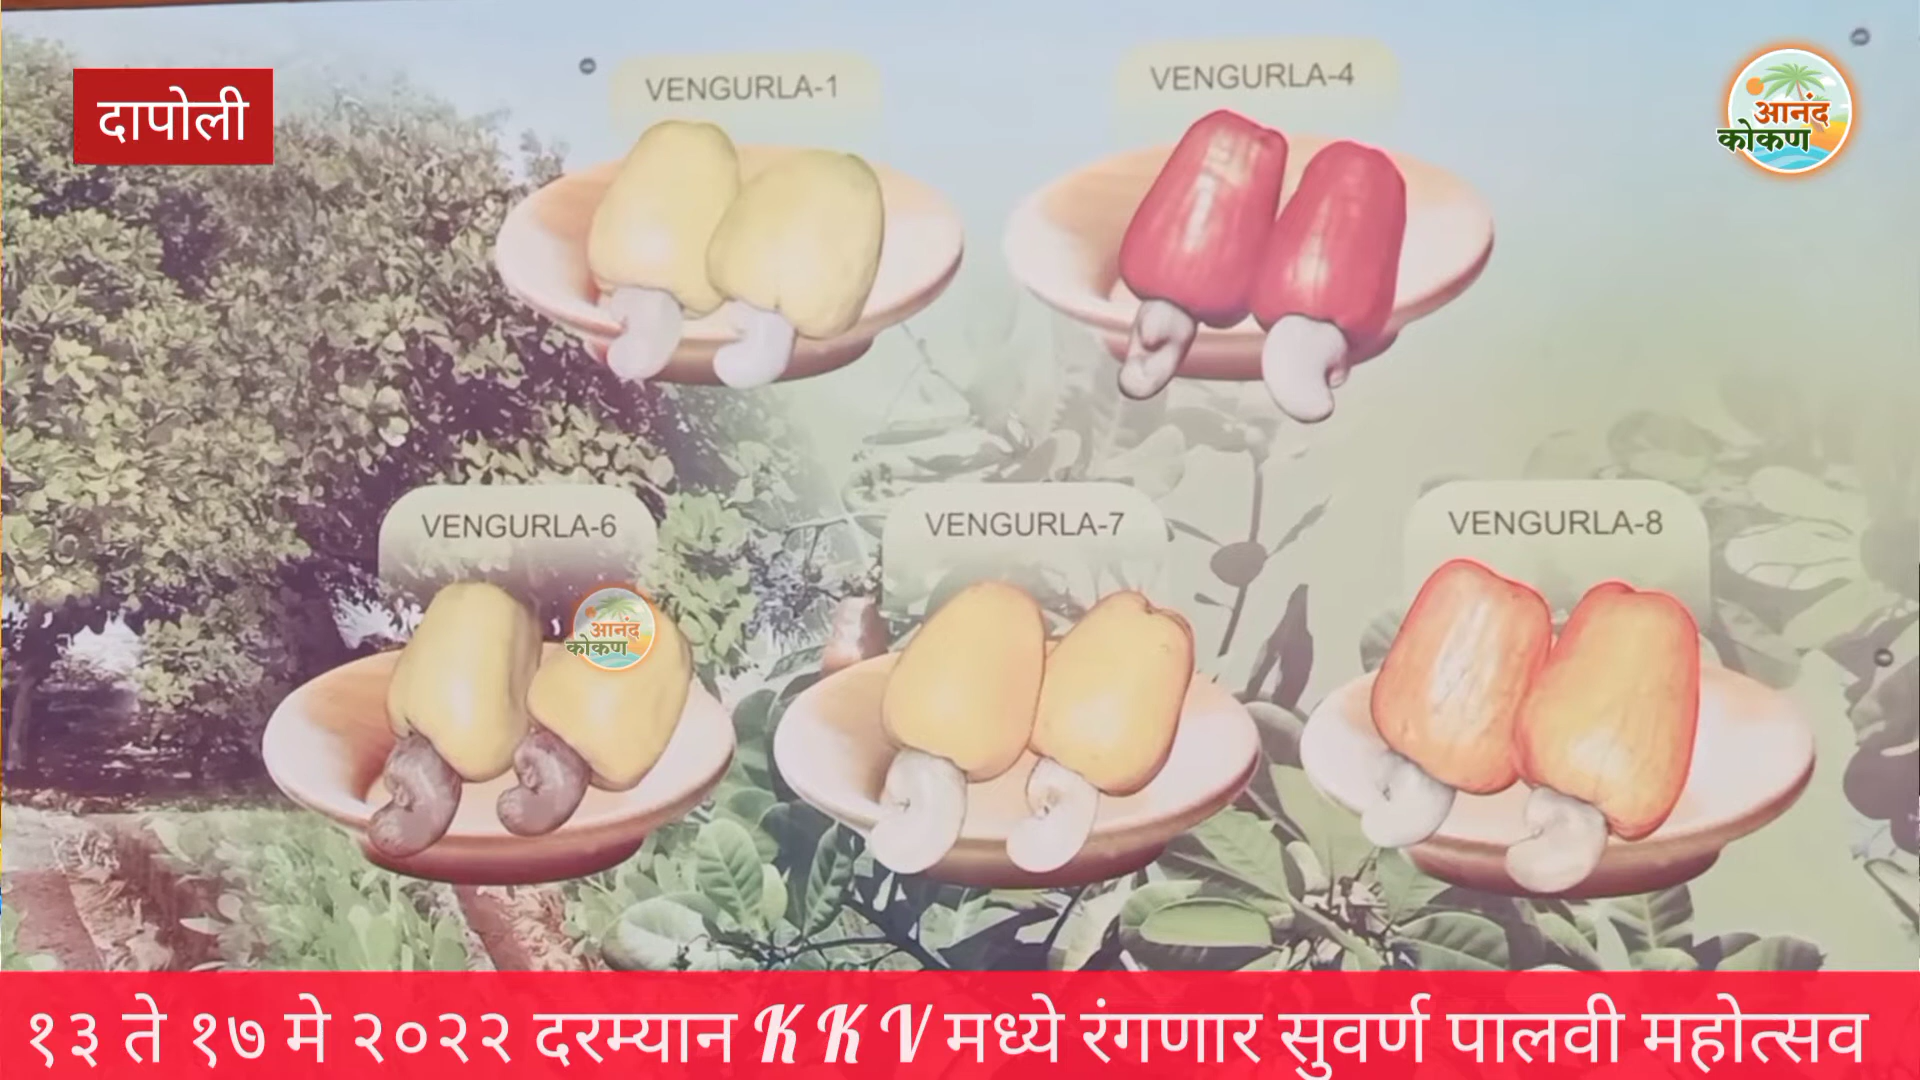 दापोली
VENGURLA-1
VENGURLA-4
आनंद
कोकण
VENGURLA-6
VENGURLA-7
VENGURLA-8
आनंद
कोकण
१३ ते १७ मे २०२२ दरम्यान KKV मध्ये रंगणार सुवर्ण पालवी महोत्सव